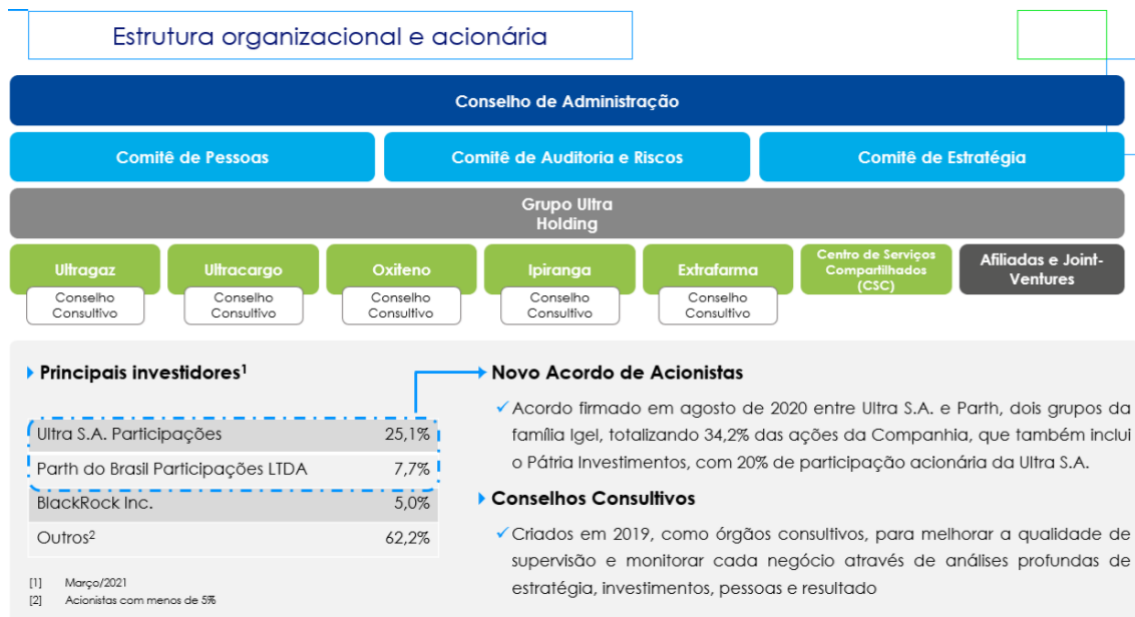 Estrutura organizacional e acionária
Conselho de Administração
Comitê de Pessoas
Comitê de Auditoria e Riscos
Comitê de Estratégia
Grupo Ultra
Holding
Ultragaz
Conselho
Consultivo
Ultracargo
Conselho
Consultivo
Oxiteno
Conselho
Consultivo
Ipiranga
Conselho
Consultivo
Extrafarma
Conselho
Consultivo
Centro de Serviços
Compartilhados
(CSC)
Afiliadas e Joint-
Ventures
Principais investidores¹
Ultra S.A. Participações 25,1%
Parth do Brasil Participações LTDA 7,7%
BlackRock Inc. 5,0%
Outros² 62,2%
[1] Março/2021
[2] Acionistas com menos de 5%
Novo Acordo de Acionistas
✓ Acordo firmado em agosto de 2020 entre Ultra S.A. e Parth, dois grupos da
família Igel, totalizando 34,2% das ações da Companhia, que também inclui
o Pátria Investimentos, com 20% de participação acionária da Ultra S.A.
Conselhos Consultivos
✓ Criados em 2019, como órgãos consultivos, para melhorar a qualidade de
supervisão e monitorar cada negócio através de análises profundas de
estratégia, investimentos, pessoas e resultado